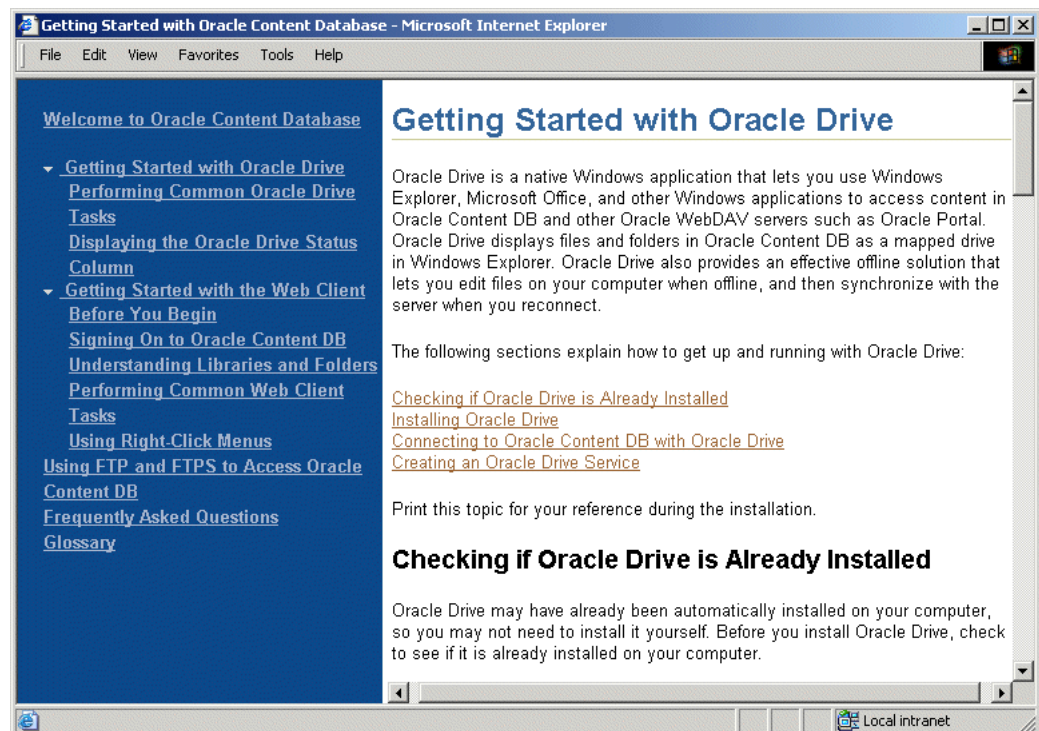 Getting Started with Oracle Content Database - Microsoft Internet Explorer
File Edit View Favorites Tools Help
Welcome to Oracle Content Database
Getting Started with Oracle Drive
Performing Common Oracle Drive
Tasks
Displaying the Oracle Drive Status
Column
Getting Started with the Web Client
Before You Begin
Signing On to Oracle Content DB
Understanding Libraries and Folders
Performing Common Web Client
Tasks
Using Right-Click Menus
Using FTP and FTPS to Access Oracle
Content DB
Frequently Asked Questions
Glossary
Getting Started with Oracle Drive
Oracle Drive is a native Windows application that lets you use Windows
Explorer, Microsoft Office, and other Windows applications to access content in
Oracle Content DB and other Oracle WebDAV servers such as Oracle Portal.
Oracle Drive displays files and folders in Oracle Content DB as a mapped drive
in Windows Explorer. Oracle Drive also provides an effective offline solution that
lets you edit files on your computer when offline, and then synchronize with the
server when you reconnect.
The following sections explain how to get up and running with Oracle Drive:
Checking if Oracle Drive is Already Installed
Installing Oracle Drive
Connecting to Oracle Content DB with Oracle Drive
Creating an Oracle Drive Service
Print this topic for your reference during the installation.
Checking if Oracle Drive is Already Installed
Oracle Drive may have already been automatically installed on your computer,
so you may not need to install it yourself. Before you install Oracle Drive, check
to see if it is already installed on your computer.
Local intranet